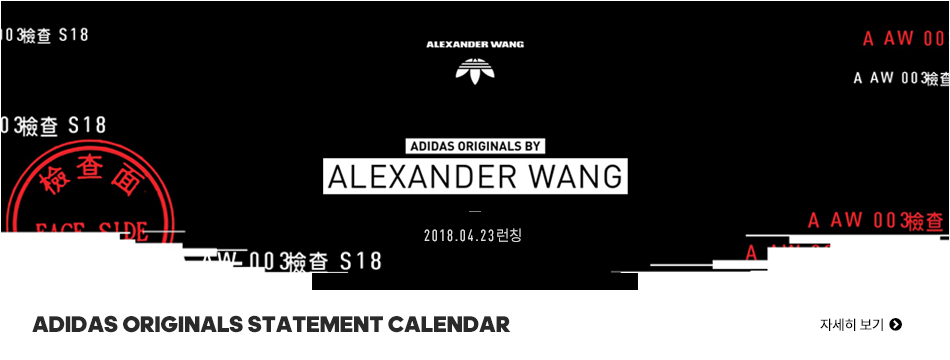 003檢查 S18
A AW 00
ALEXANDER WANG
A AW 003檢查
03檢查 S18
ADIDAS ORIGINALS BY
ALEXANDER WANG
檢查面
FACE SIDE
2018.04.23런칭
A AW 003檢查
AW 003檢查 S18
A
ADIDAS ORIGINALS STATEMENT CALENDAR
자세히 보기